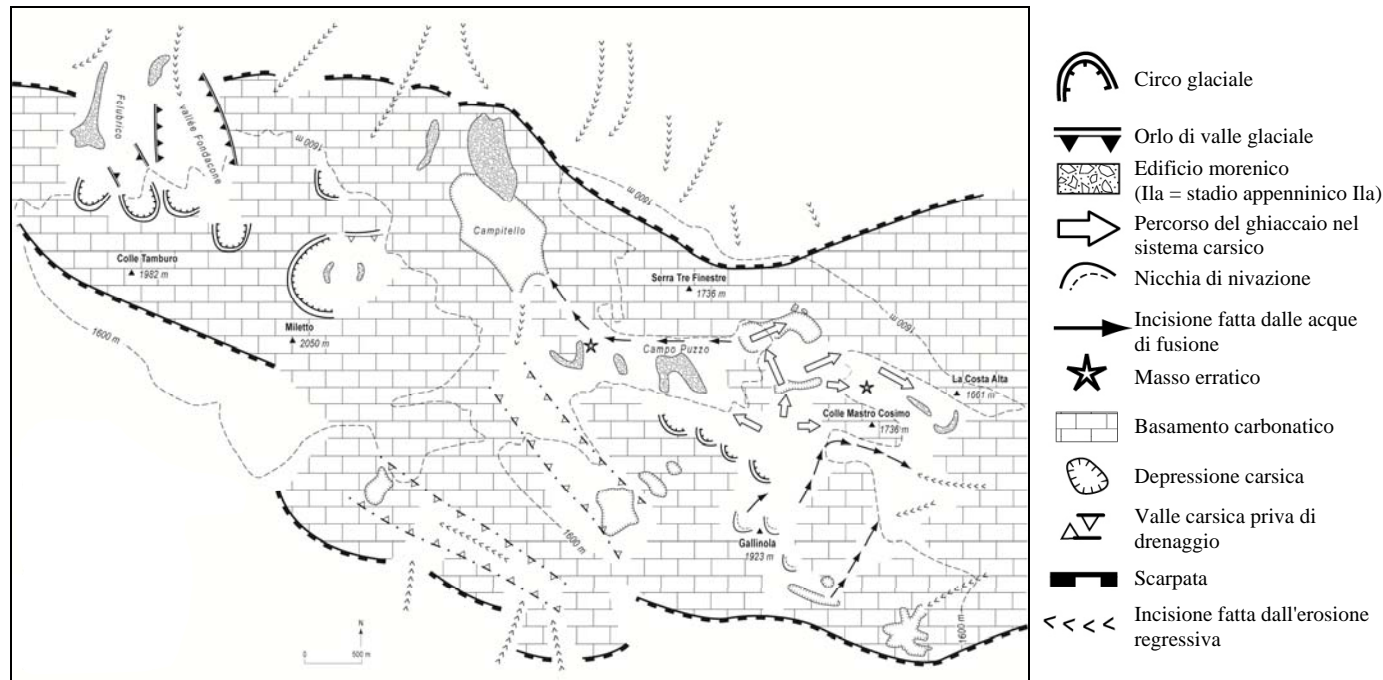 Fclubrico
vallée Fondacone
1600 m
1600 m
1600 m
Campitello
Colle Tamburo
1982 m
Serra Tre Finestre
1736 m
1600 m
Miletto
2050 m
Campo Puzzo
La Costa Alta
1661 m
Colle Mastro Cosimo
1736 m
1600 m
Gallinola
1923 m
1600 m
N
0 500 m
Circo glaciale
Orlo di valle glaciale
Edificio morenico
(IIa = stadio appenninico IIa)
Percorso del ghiaccaio nel
sistema carsico
Nicchia di nivazione
Incisione fatta dalle acque
di fusione
Masso erratico
Basamento carbonatico
Depressione carsica
Valle carsica priva di
drenaggio
Scarpata
Incisione fatta dall'erosione
regressiva